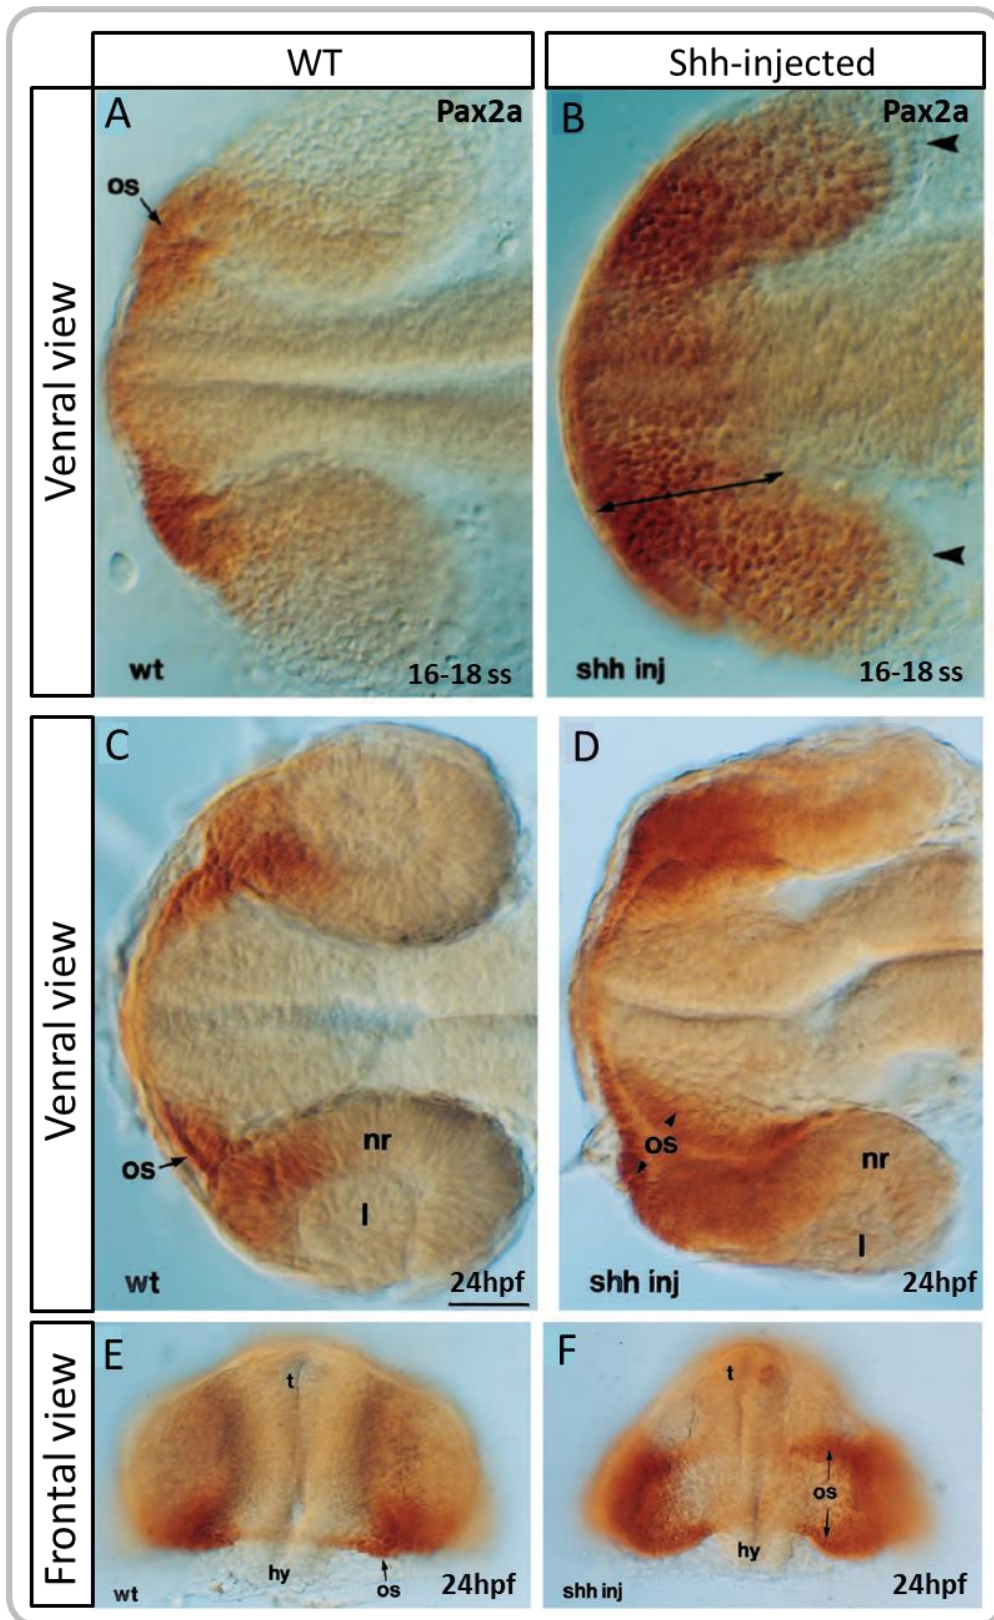 WT
Shh-injected
Venral view
A
Pax2a
os
wt
16-18 ss
B
Pax2a
shh inj
16-18 ss
Venral view
C
os
nr
l
wt
24hpf
D
os
nr
l
shh inj
24hpf
Frontal view
E
t
hy
os
wt
24hpf
F
t
os
hy
shh inj
24hpf